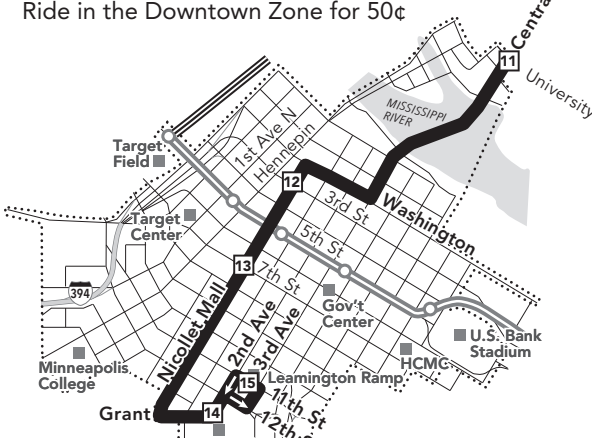 Ride in the Downtown Zone for 50¢
Centra
11
University
MISSISSIPPI
RIVER
1st Ave N
Hennepin
Target
Field
12
3rd St
Washington
Target
Center
5th St
13
7th St
394
Gov't
Center
Nicollet Mall
2nd Ave
3rd Ave
U.S. Bank
Stadium
HCMC
Minneapolis
College
15
Leamington Ramp
11th St
12th S
Grant
14